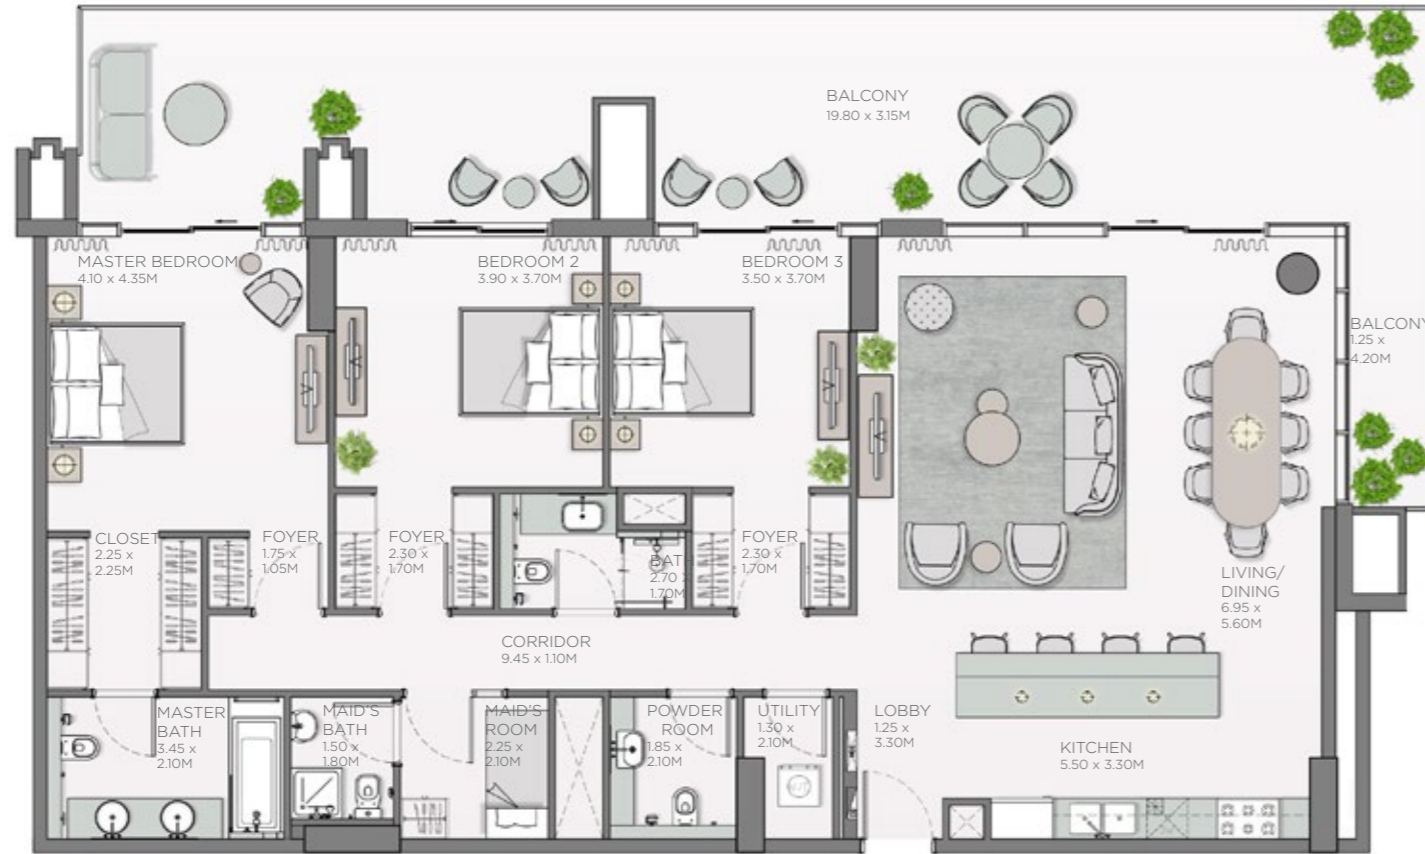 BALCONY
19.80 x 3.15M
MASTER BEDROOM
4.10 x 4.35M
BEDROOM 2
3.90 x 3.70M
BEDROOM 3
3.50 x 3.70M
BALCONY
1.25 x
4.20M
CLOSET
2.25 x
2.25M
FOYER
1.75 x
1.05M
FOYER
2.30 x
1.70M
BATH
2.70 x
1.70M
FOYER
2.30 x
1.70M
LIVING/
DINING
6.95 x
5.60M
CORRIDOR
9.45 x 1.10M
MASTER
BATH
3.45 x
2.10M
MAID'S
BATH
1.50 x
1.80M
MAID'S
ROOM
2.25 x
2.10M
POWDER
ROOM
1.85 x
2.10M
UTILITY
1.30 x
2.10M
LOBBY
1.25 x
3.30M
KITCHEN
5.50 x 3.30M